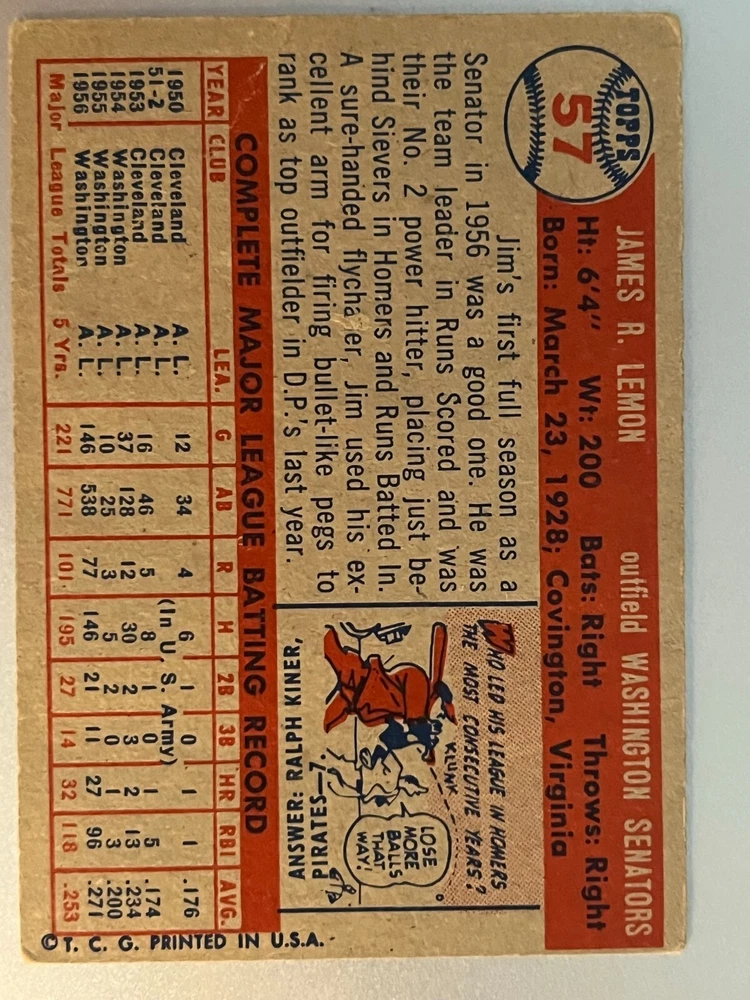 TOPPS
57
JAMES R. LEMON outfield WASHINGTON SENATORS
Ht: 6'4" Wt: 200 Bats: Right Throws: Right
Born: March 23, 1928; Covington, Virginia
Jim's first full season as a
Senator in 1956 was a good one. He was
the team leader in Runs Scored and was
their No. 2 power hitter, placing just be-
hind Sievers in Homers and Runs Batted In.
A sure-handed flychaser, Jim used his ex-
cellent arm for firing bullet-like pegs to
rank as top outfielder in D.P.'s last year.
WHO LED HIS LEAGUE IN HOMERS
THE MOST CONSECUTIVE YEARS?
KLUNK
LOSE
MORE
BALLS
THAT
WAY!
ANSWER: RALPH KINER,
PIRATES—7.
COMPLETE MAJOR LEAGUE BATTING RECORD
YEAR CLUB LEA. G AB R H 2B 3B HR RBI AVG.
1950 Cleveland A. L. 12 34 4 6 1 0 1 1 .176
51-2 Cleveland (In U. S. Army)
1953 Cleveland A. L. 16 46 5 8 1 0 1 5 .174
1954 Washington A. L. 37 128 12 30 2 3 2 13 .234
1955 Washington A. L. 10 25 3 5 2 0 1 3 .200
1956 Washington A. L. 146 538 77 146 21 11 27 96 .271
Major League Totals 5 Yrs. 221 771 101 195 27 14 32 118 .253
© T. C. G. PRINTED IN U.S.A.